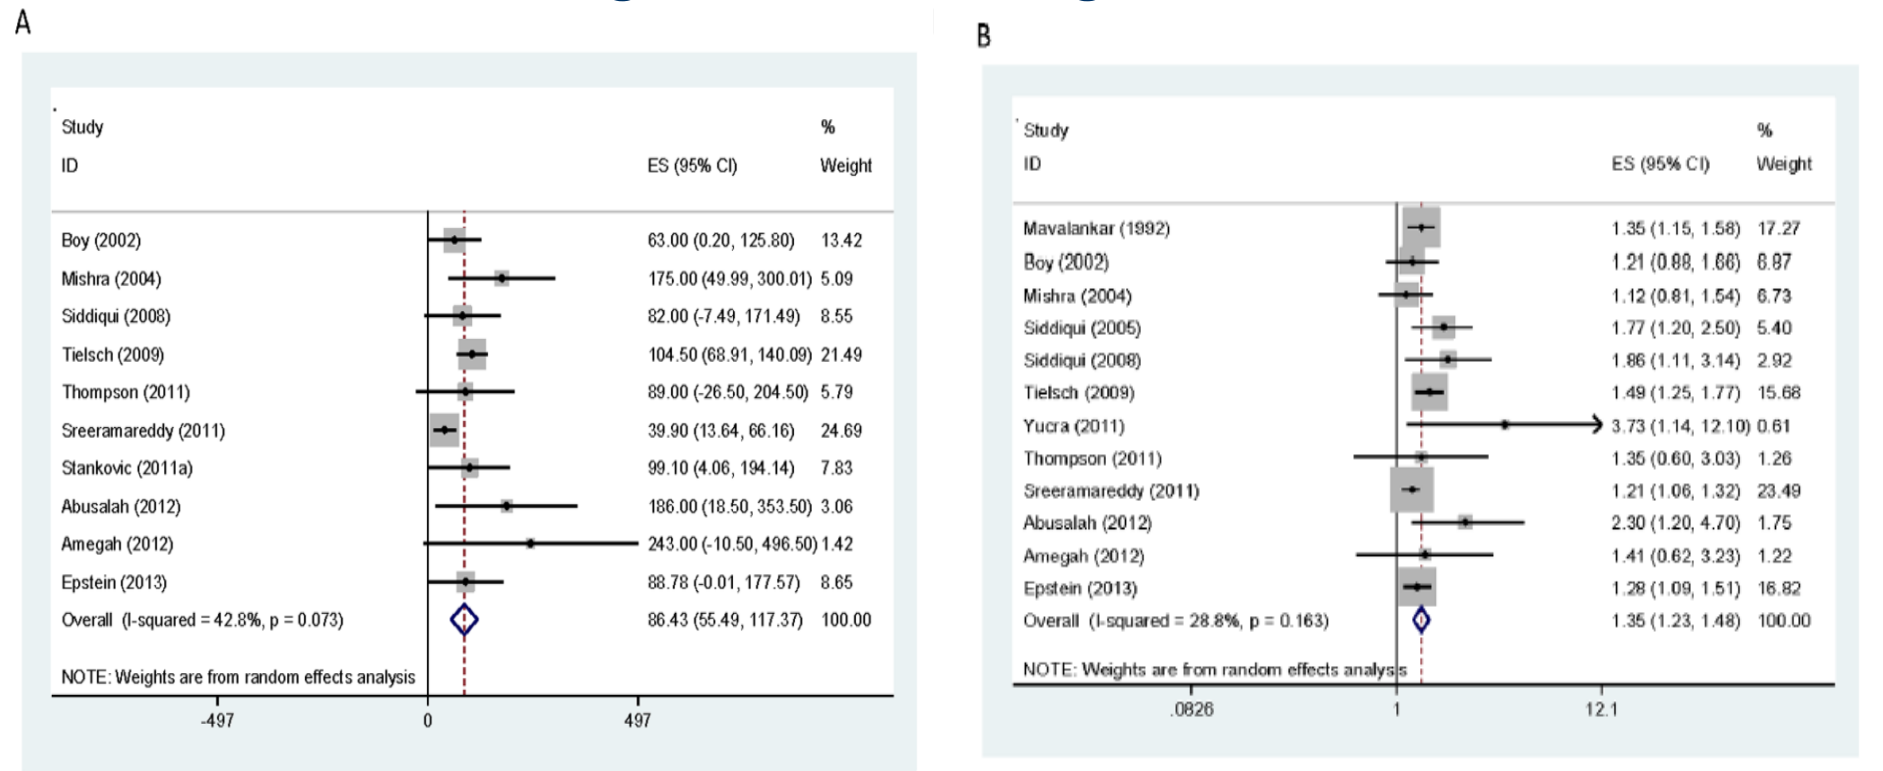 A
Study %
ID ES (95% CI) Weight
Boy (2002) 63.00 (0.20, 125.80) 13.42
Mishra (2004) 175.00 (49.99, 300.01) 5.09
Siddiqui (2008) 82.00 (-7.49, 171.49) 8.55
Tielsch (2009) 104.50 (68.91, 140.09) 21.49
Thompson (2011) 89.00 (-26.50, 204.50) 5.79
Sreeramareddy (2011) 39.90 (13.64, 66.16) 24.69
Stankovic (2011a) 99.10 (4.06, 194.14) 7.83
Abusalah (2012) 186.00 (18.50, 353.50) 3.06
Amegah (2012) 243.00 (-10.50, 496.50) 1.42
Epstein (2013) 88.78 (-0.01, 177.57) 8.65
Overall (I-squared = 42.8%, p = 0.073) 86.43 (55.49, 117.37) 100.00
NOTE: Weights are from random effects analysis
-497 0 497
B
Study %
ID ES (95% CI) Weight
Mavalankar (1992) 1.35 (1.15, 1.58) 17.27
Boy (2002) 1.21 (0.88, 1.66) 6.87
Mishra (2004) 1.12 (0.81, 1.54) 6.73
Siddiqui (2005) 1.77 (1.20, 2.50) 5.40
Siddiqui (2008) 1.86 (1.11, 3.14) 2.92
Tielsch (2009) 1.49 (1.25, 1.77) 15.68
Yucra (2011) 3.73 (1.14, 12.10) 0.61
Thompson (2011) 1.35 (0.60, 3.03) 1.26
Sreeramareddy (2011) 1.21 (1.06, 1.32) 23.49
Abusalah (2012) 2.30 (1.20, 4.70) 1.75
Amegah (2012) 1.41 (0.62, 3.23) 1.22
Epstein (2013) 1.28 (1.09, 1.51) 16.82
Overall (I-squared = 28.8%, p = 0.163) 1.35 (1.23, 1.48) 100.00
NOTE: Weights are from random effects analysis
.0826 1 12.1